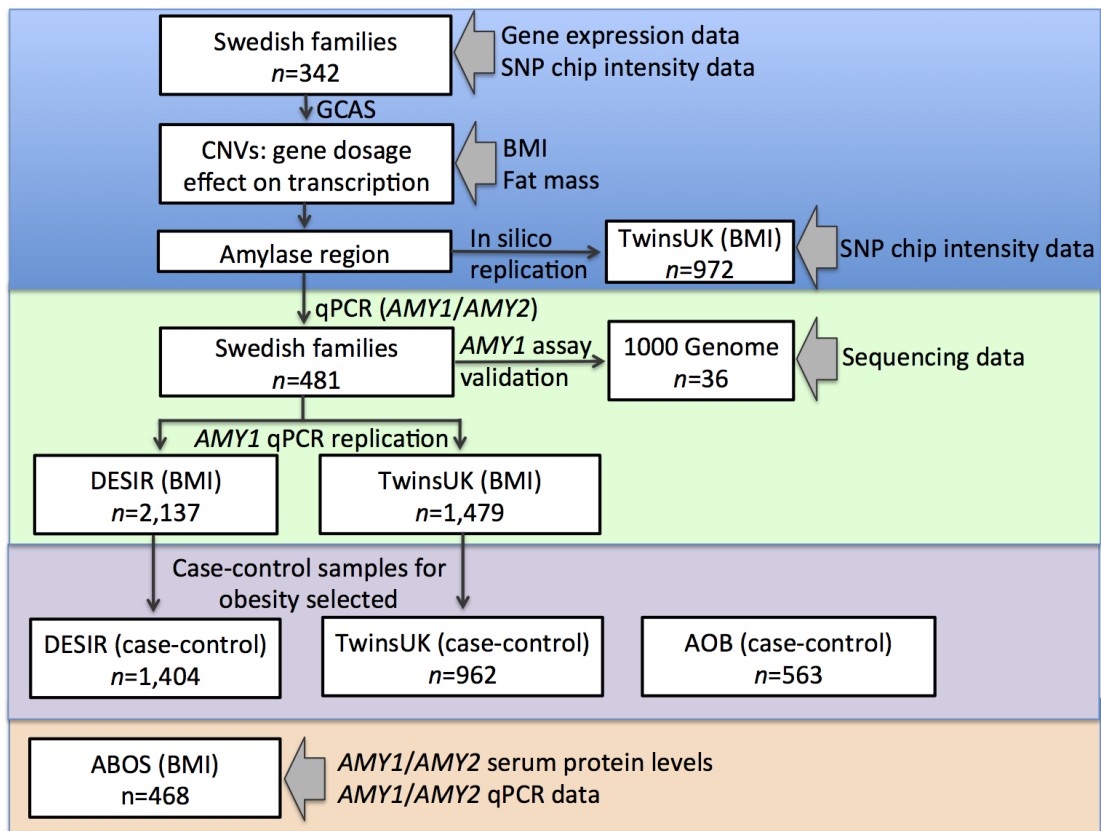 Swedish families
n=342
Gene expression data
SNP chip intensity data
GCAS
CNVs: gene dosage
effect on transcription
BMI
Fat mass
Amylase region
In silico
replication
TwinsUK (BMI)
n=972
SNP chip intensity data
qPCR (AMY1/AMY2)
Swedish families
n=481
AMY1 assay
validation
1000 Genome
n=36
Sequencing data
AMY1 qPCR replication
DESIR (BMI)
n=2,137
TwinsUK (BMI)
n=1,479
Case-control samples for
obesity selected
DESIR (case-control)
n=1,404
TwinsUK (case-control)
n=962
AOB (case-control)
n=563
ABOS (BMI)
n=468
AMY1/AMY2 serum protein levels
AMY1/AMY2 qPCR data